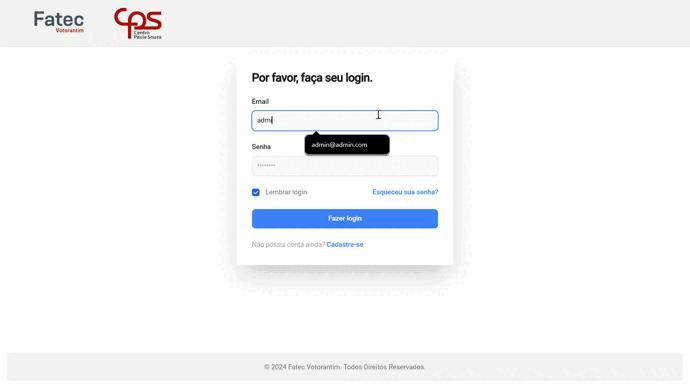 Fatec
Votorantim
cps
Centro
Paula Souza
Por favor, faça seu login.
Email
admi
admin@admin.com
Senha
Lembrar login
Esqueceu sua senha?
Fazer login
Não possui conta ainda? Cadastre-se
© 2024 Fatec Votorantim. Todos Direitos Reservados.